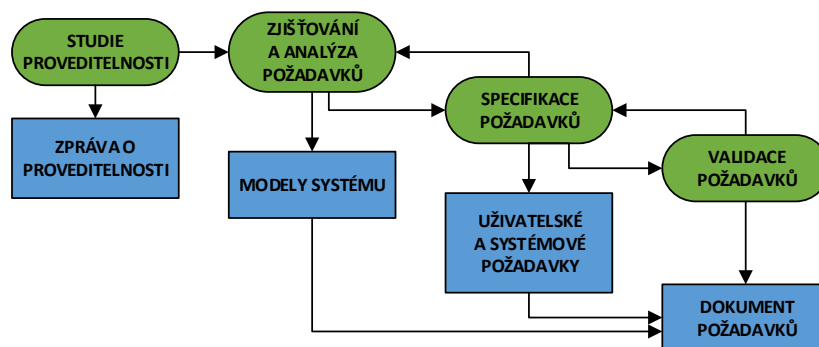 STUDIE
PROVEDITELNOSTI
ZJIŠŤOVÁNÍ
A ANALÝZA
POŽADAVKŮ
SPECIFIKACE
POŽADAVKŮ
ZPRÁVA O
PROVEDITELNOSTI
VALIDACE
POŽADAVKŮ
MODELY SYSTÉMU
UŽIVATELSKÉ
A SYSTÉMOVÉ
POŽADAVKY
DOKUMENT
POŽADAVKŮ